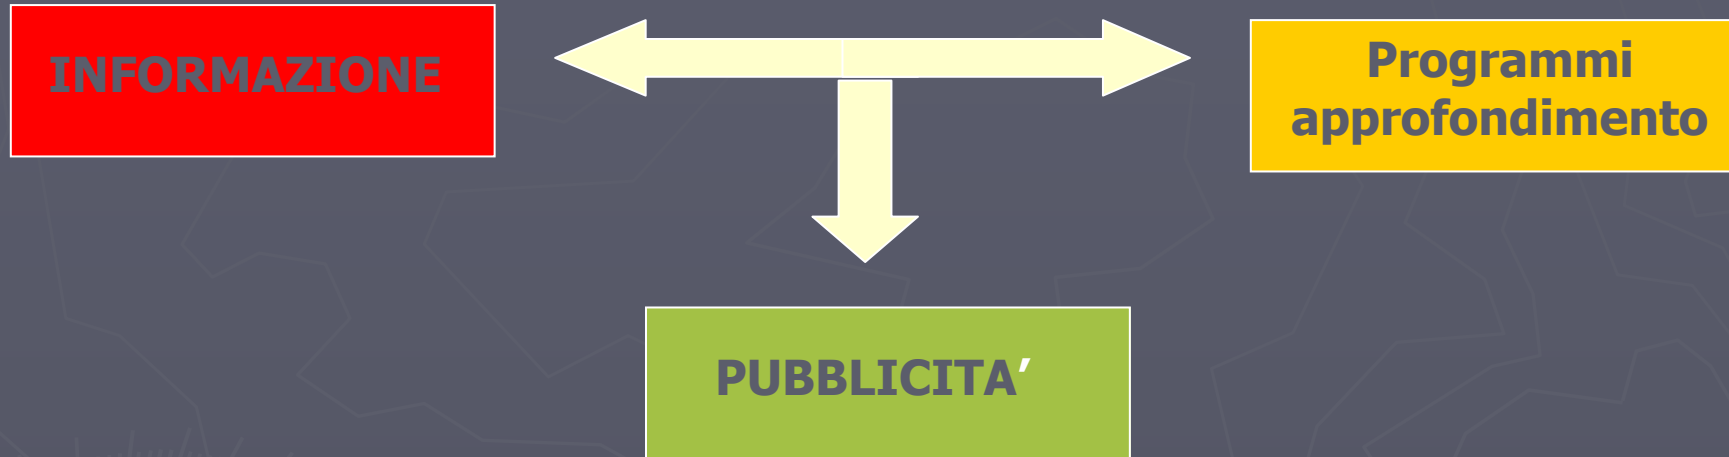 INFORMAZIONE
Programmi
approfondimento
PUBBLICITA’